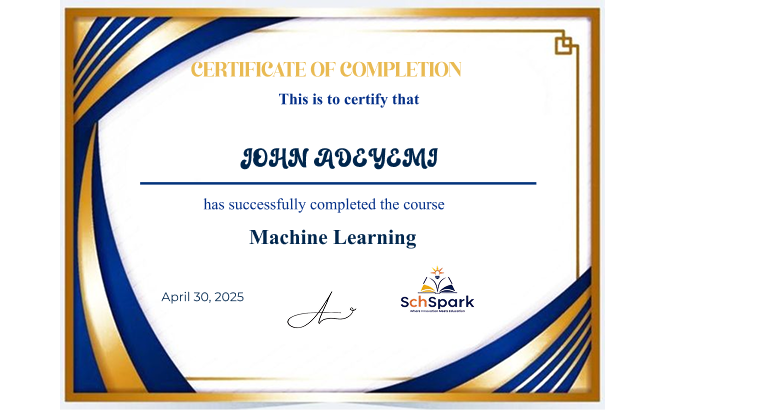 CERTIFICATE OF COMPLETION
This is to certify that
JOHN ADEYEMI
has successfully completed the course
Machine Learning
April 30, 2025
SchSpark
Where Innovation Meets Education